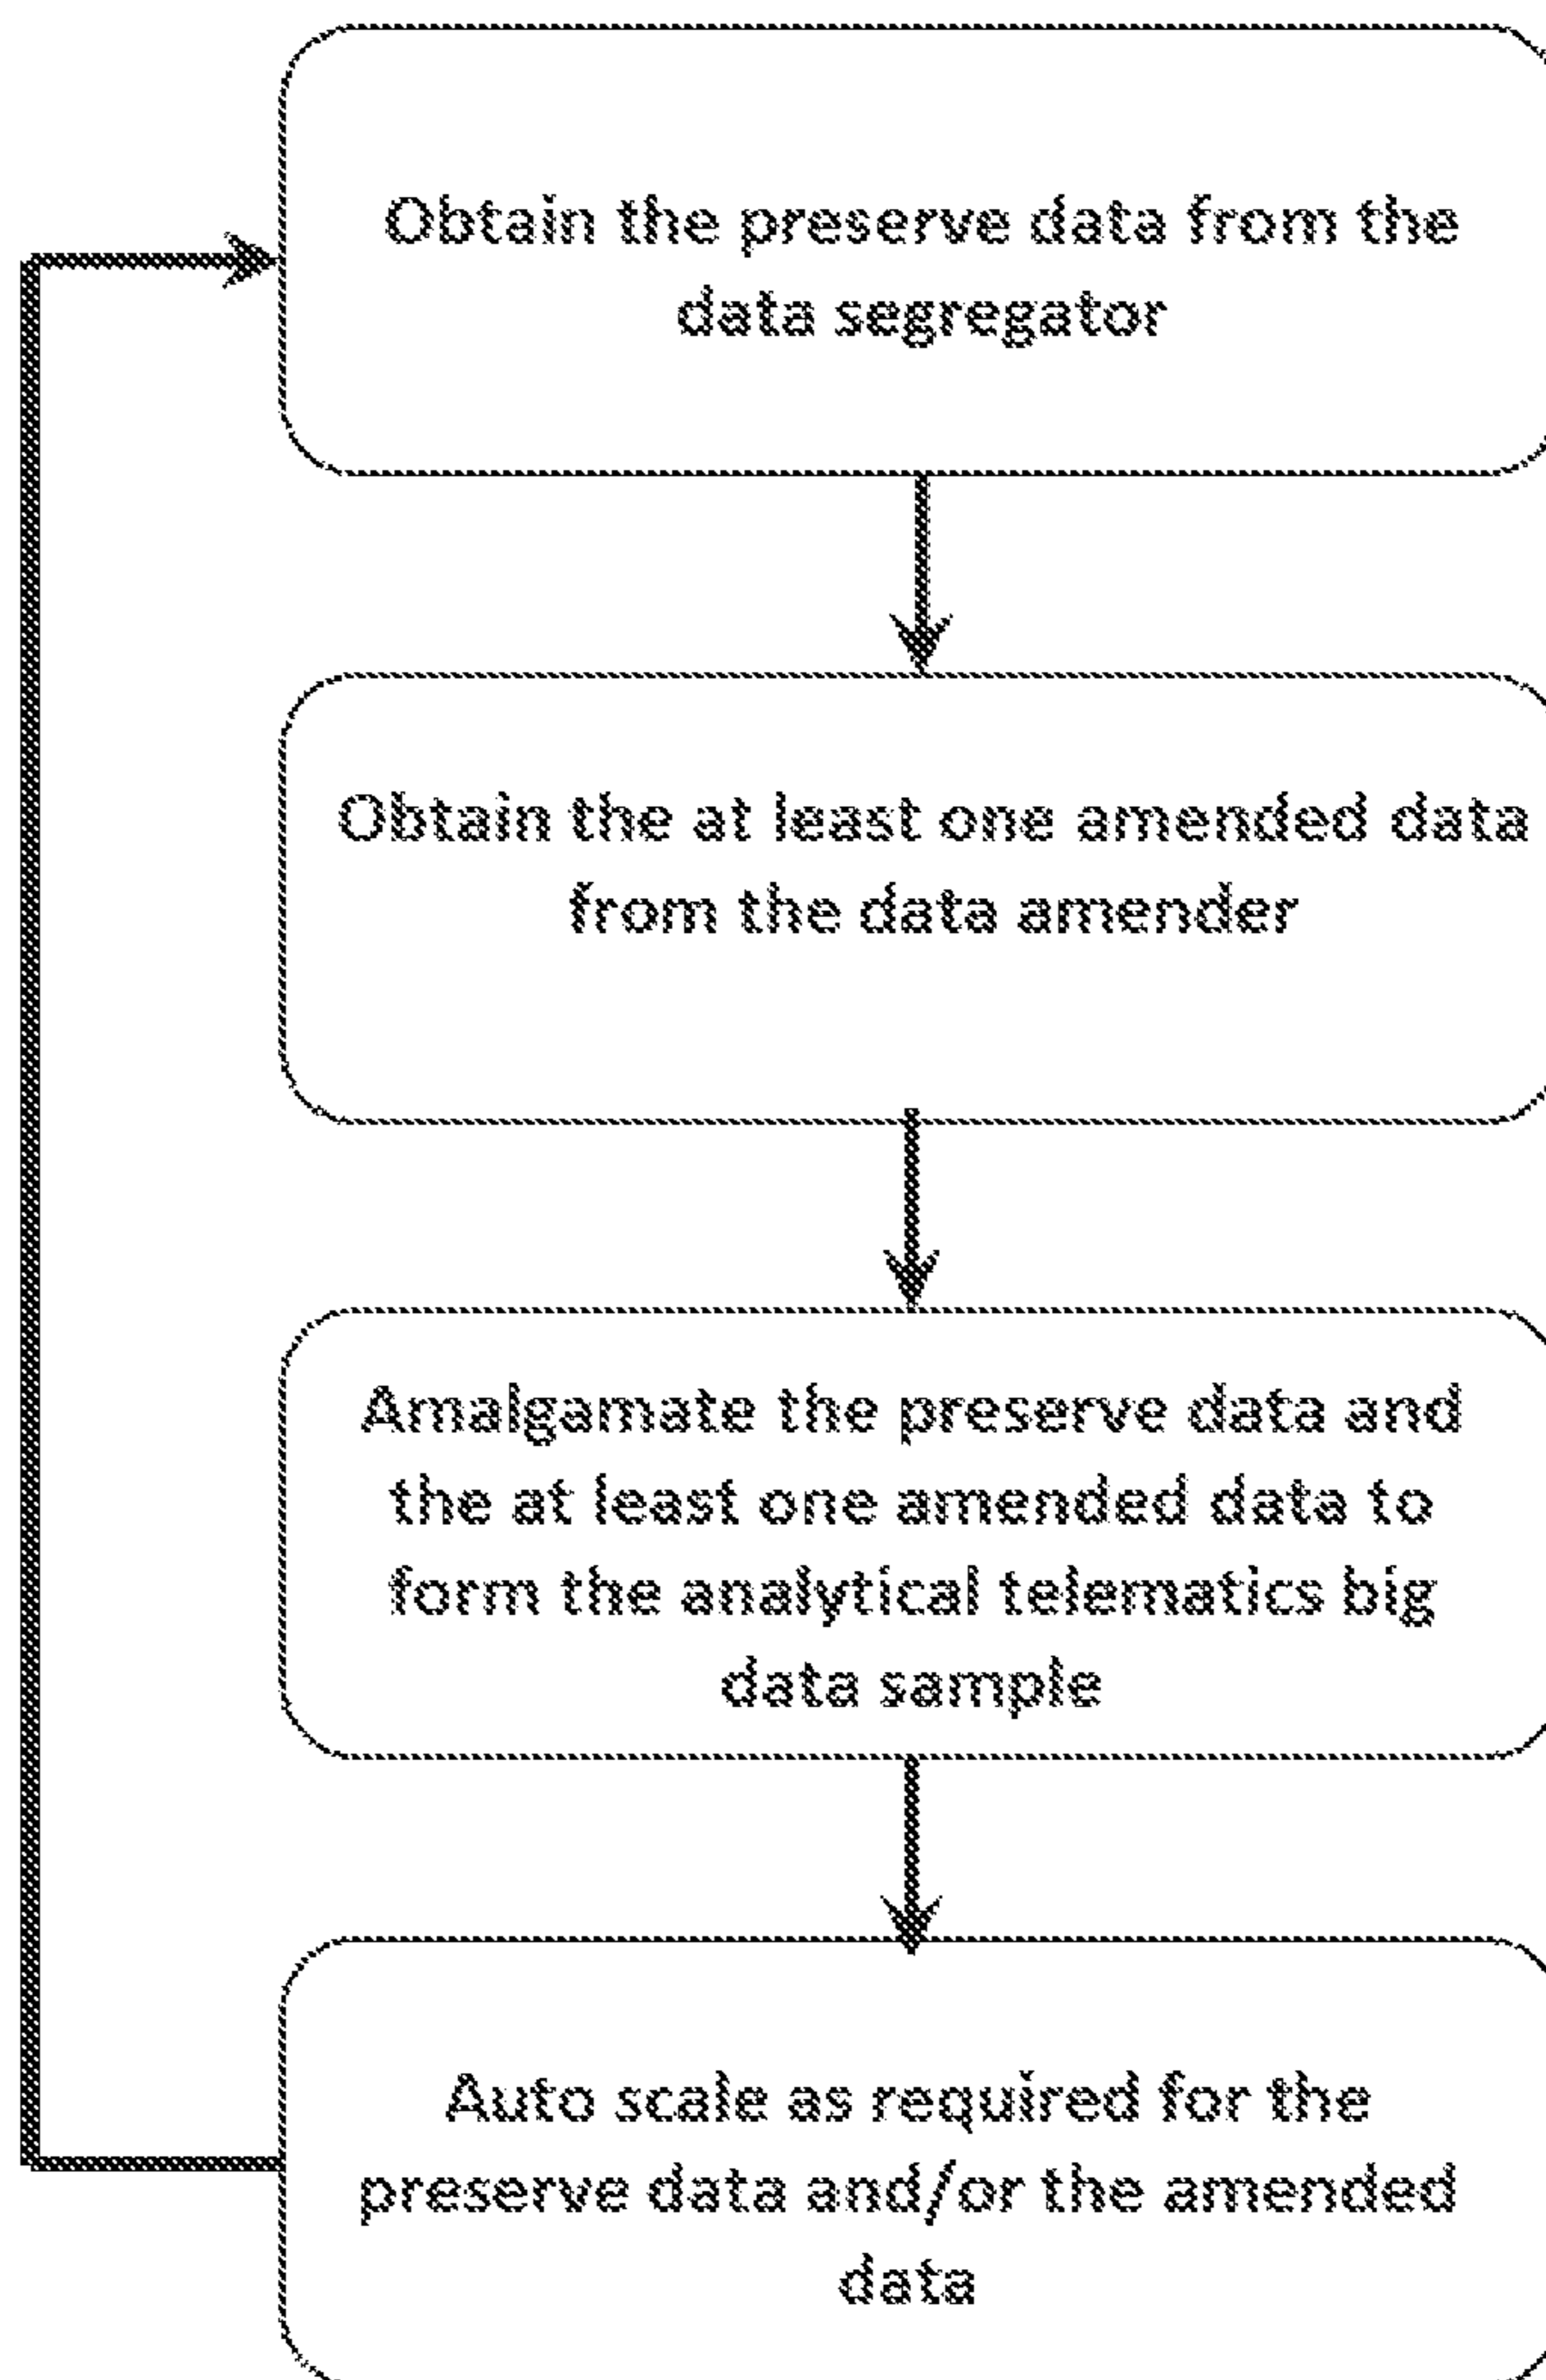 Obtain the preserve data from the
data segregator
Obtain the at least one amended data
from the data amender
Amalgamate the preserve data and
the at least one amended data to
form the analytical telematics big
data sample
Auto scale as required for the
preserve data and/or the amended
data